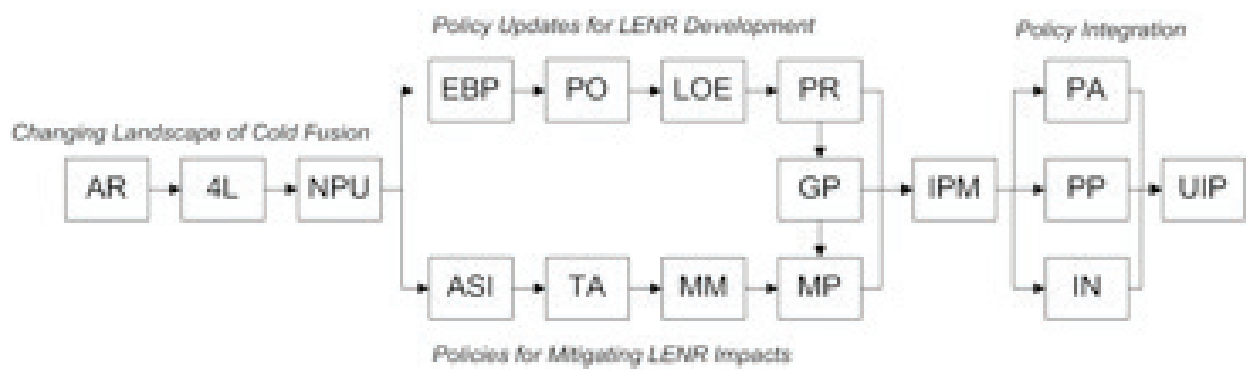 Policy Updates for LENR Development
Policy Integration
EBP PO LOE PR PA
Changing Landscape of Cold Fusion
AR 4L NPU GP IPM PP UIP
ASI TA MM MP IN
Policies for Mitigating LENR Impacts